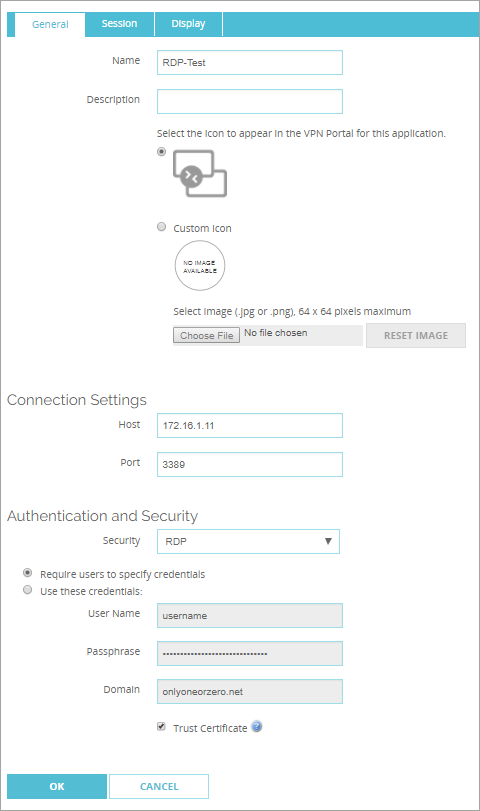 General Session Display
Name RDP-Test
Description
Select the icon to appear in the VPN Portal for this application.
Custom Icon
NO IMAGE
AVAILABLE
Select Image (.jpg or .png), 64 x 64 pixels maximum
Choose File No file chosen RESET IMAGE
Connection Settings
Host 172.16.1.11
Port 3389
Authentication and Security
Security RDP
Require users to specify credentials
Use these credentials:
User Name username
Passphrase ••••••••••••••••••••••••••••••
Domain onlyoneorzero.net
Trust Certificate ?
OK CANCEL